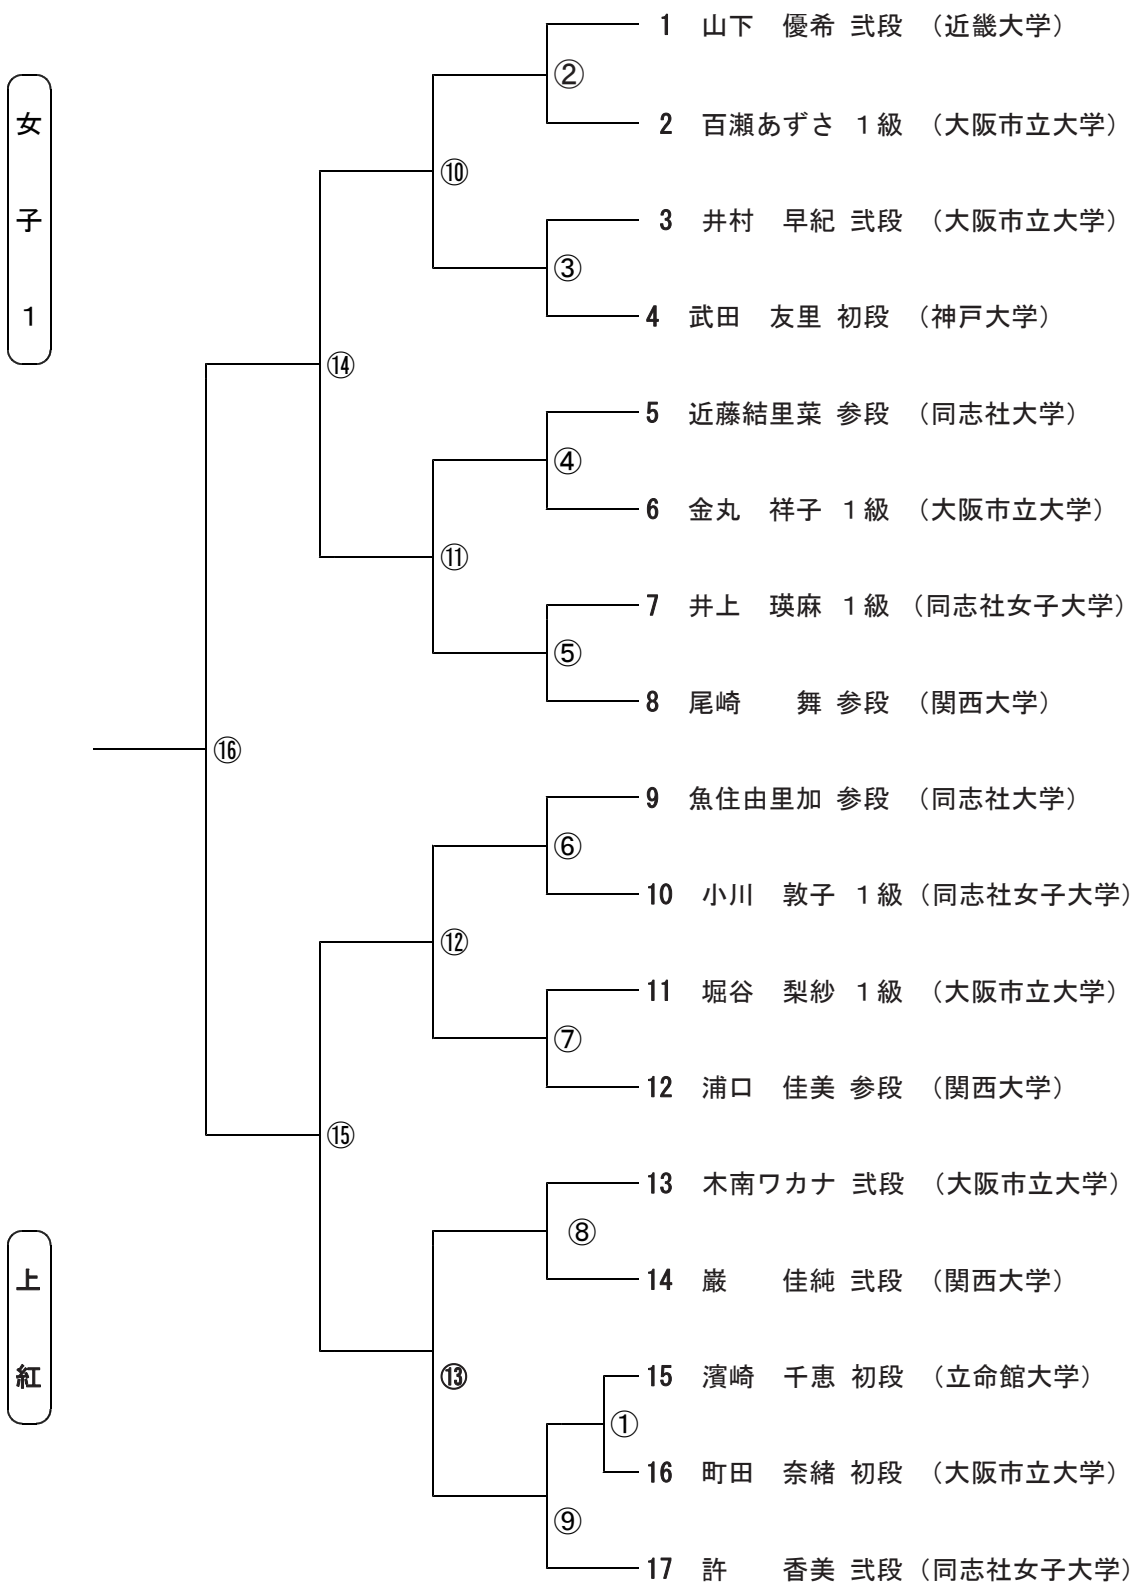 女子1
1 山下 優希 弐段 （近畿大学）
②
2 百瀬あずさ 1級 （大阪市立大学）
⑩
3 井村 早紀 弐段 （大阪市立大学）
③
4 武田 友里 初段 （神戸大学）
⑭
5 近藤結里菜 参段 （同志社大学）
④
6 金丸 祥子 1級 （大阪市立大学）
⑪
7 井上 瑛麻 1級 （同志社女子大学）
⑤
8 尾崎 舞 参段 （関西大学）
⑯
9 魚住由里加 参段 （同志社大学）
⑥
10 小川 敦子 1級 （同志社女子大学）
⑫
11 堀谷 梨紗 1級 （大阪市立大学）
⑦
12 浦口 佳美 参段 （関西大学）
⑮
13 木南ワカナ 弐段 （大阪市立大学）
⑧
14 巌 佳純 弐段 （関西大学）
上紅
⑬
15 濱崎 千恵 初段 （立命館大学）
①
16 町田 奈緒 初段 （大阪市立大学）
⑨
17 許 香美 弐段 （同志社女子大学）